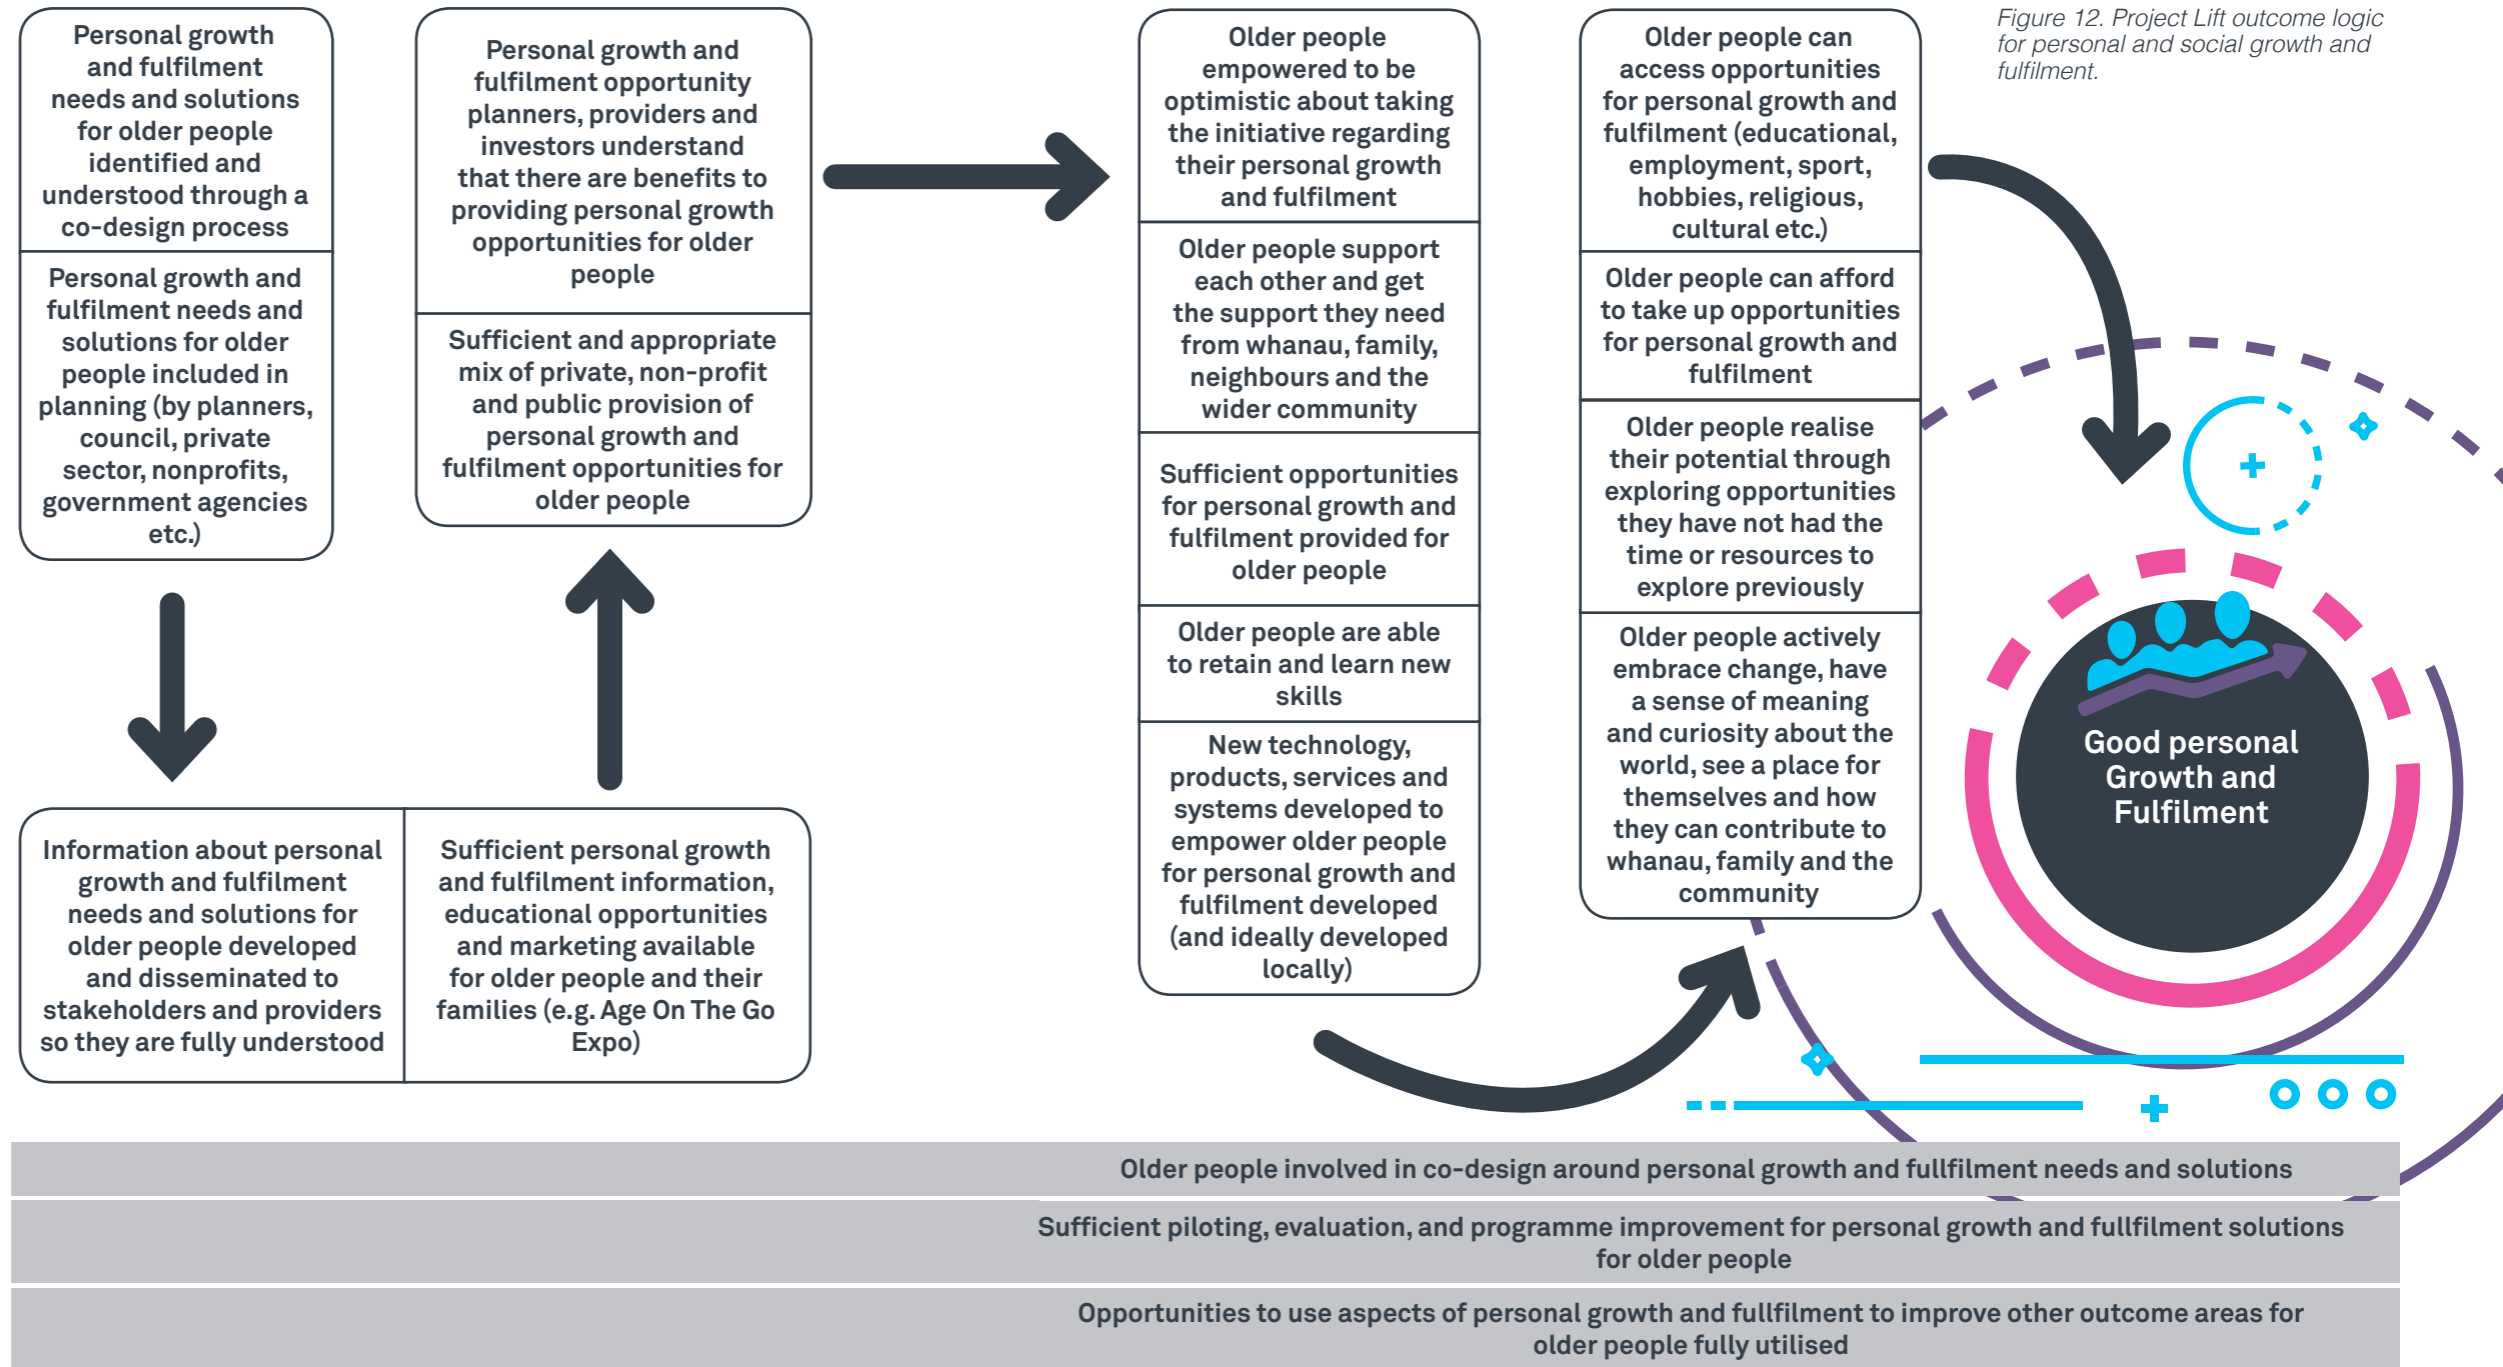 Figure 12. Project Lift outcome logic
for personal and social growth and
fulfilment.
Personal growth
and fulfilment
needs and solutions
for older people
identified and
understood through a
co-design process
Personal growth and
fulfilment needs and
solutions for older
people included in
planning (by planners,
council, private
sector, nonprofits,
government agencies
etc.)
Information about personal
growth and fulfilment
needs and solutions for
older people developed
and disseminated to
stakeholders and providers
so they are fully understood
Sufficient personal growth
and fulfilment information,
educational opportunities
and marketing available
for older people and their
families (e.g. Age On The Go
Expo)
Personal growth and
fulfilment opportunity
planners, providers and
investors understand
that there are benefits to
providing personal growth
opportunities for older
people
Sufficient and appropriate
mix of private, non-profit
and public provision of
personal growth and
fulfilment opportunities for
older people
Older people
empowered to be
optimistic about taking
the initiative regarding
their personal growth
and fulfilment
Older people support
each other and get
the support they need
from whanau, family,
neighbours and the
wider community
Sufficient opportunities
for personal growth and
fulfilment provided for
older people
Older people are able
to retain and learn new
skills
New technology,
products, services and
systems developed to
empower older people
for personal growth and
fulfilment developed
(and ideally developed
locally)
Older people can
access opportunities
for personal growth and
fulfilment (educational,
employment, sport,
hobbies, religious,
cultural etc.)
Older people can afford
to take up opportunities
for personal growth and
fulfilment
Older people realise
their potential through
exploring opportunities
they have not had the
time or resources to
explore previously
Older people actively
embrace change, have
a sense of meaning
and curiosity about the
world, see a place for
themselves and how
they can contribute to
whanau, family and the
community
Good personal
Growth and
Fulfilment
Older people involved in co-design around personal growth and fullfilment needs and solutions
Sufficient piloting, evaluation, and programme improvement for personal growth and fullfilment solutions
for older people
Opportunities to use aspects of personal growth and fullfilment to improve other outcome areas for
older people fully utilised